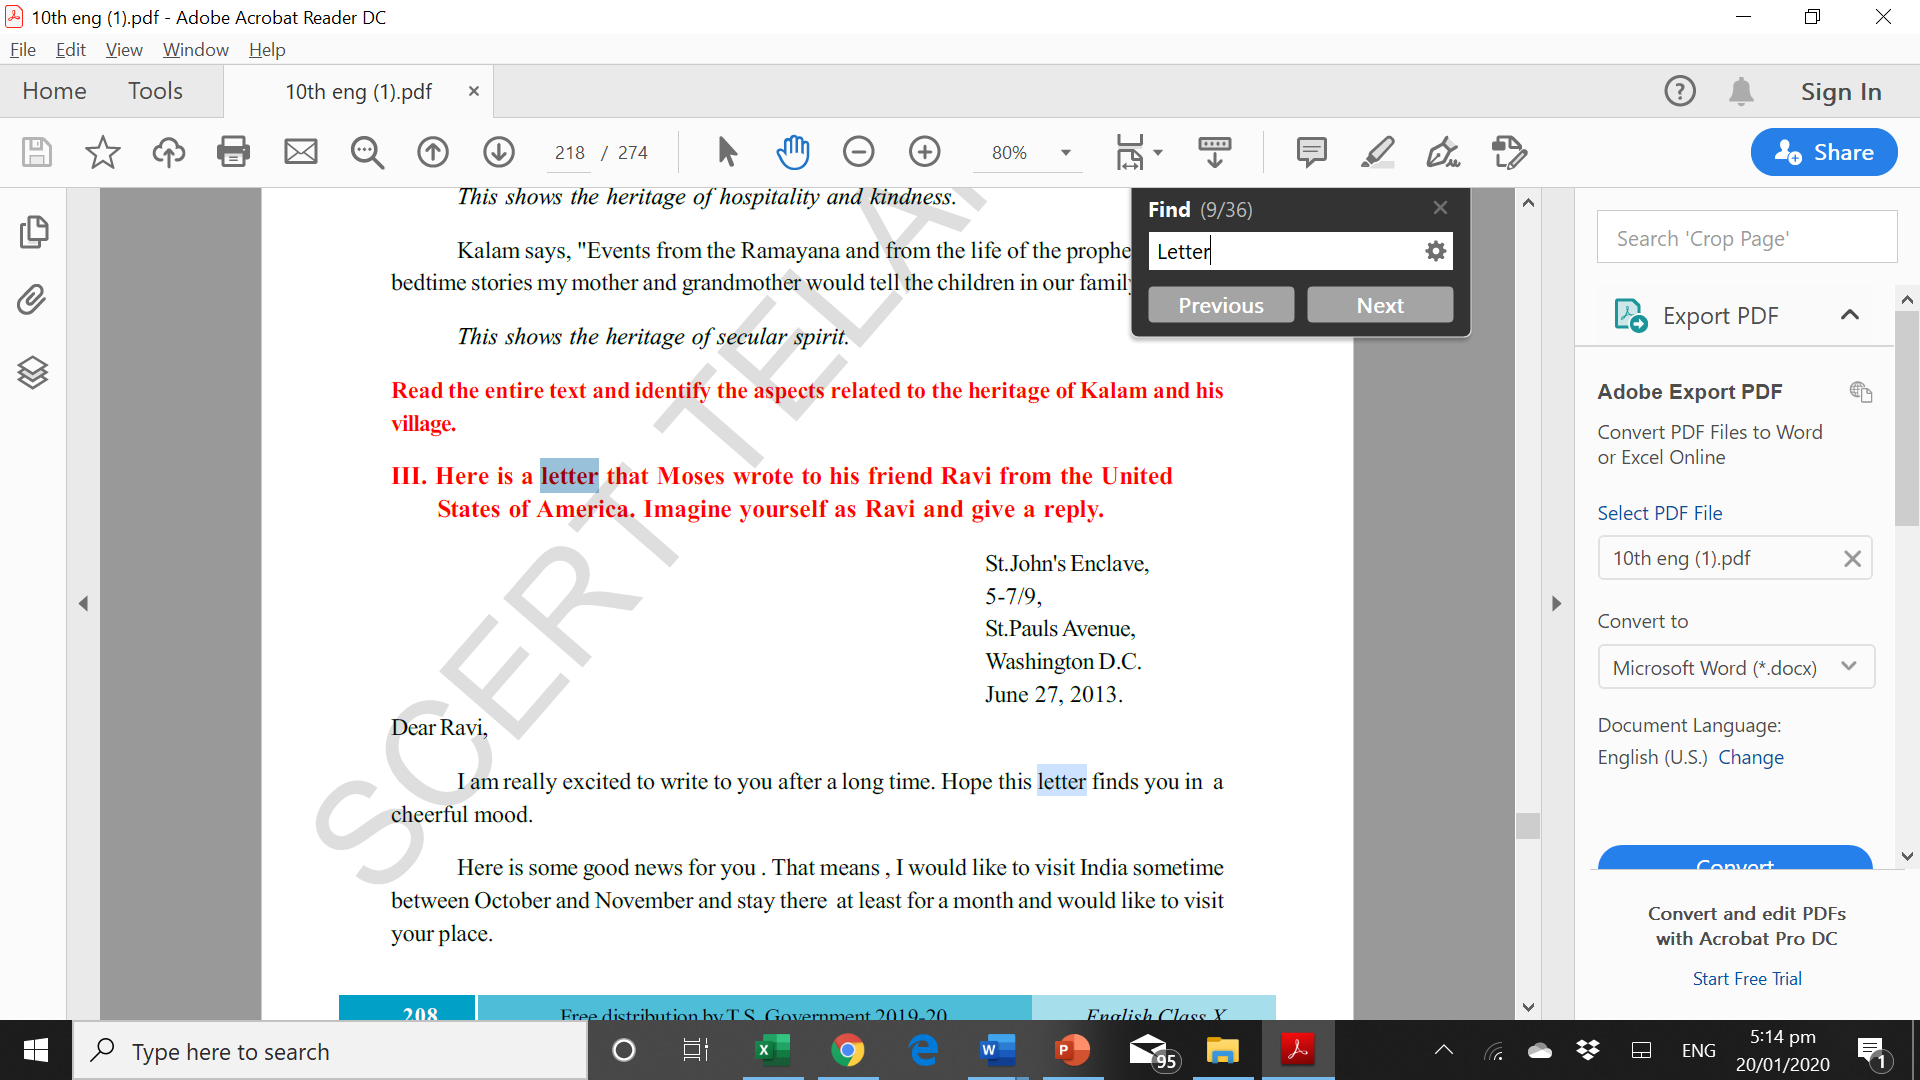 10th eng (1).pdf - Adobe Acrobat Reader DC
File Edit View Window Help
Home Tools 10th eng (1).pdf × Sign In
218 / 274 80% Share
This shows the heritage of hospitality and kindness.
Kalam says, "Events from the Ramayana and from the life of the prophe
bedtime stories my mother and grandmother would tell the children in our family
This shows the heritage of secular spirit.
Read the entire text and identify the aspects related to the heritage of Kalam and his
village.
III. Here is a letter that Moses wrote to his friend Ravi from the United
States of America. Imagine yourself as Ravi and give a reply.
St.John's Enclave,
5-7/9,
St.Pauls Avenue,
Washington D.C.
June 27, 2013.
Dear Ravi,
I am really excited to write to you after a long time. Hope this letter finds you in a
cheerful mood.
Here is some good news for you . That means , I would like to visit India sometime
between October and November and stay there at least for a month and would like to visit
your place.
208 Free distribution by T.S. Government 2019-20 English Class X
SCERT TELA
Find (9/36)
Letter
Previous Next
Search 'Crop Page'
Export PDF
Adobe Export PDF
Convert PDF Files to Word
or Excel Online
Select PDF File
10th eng (1).pdf
Convert to
Microsoft Word (*.docx)
Document Language:
English (U.S.) Change
Convert
Convert and edit PDFs
with Acrobat Pro DC
Start Free Trial
Type here to search
95
ENG
5:14 pm
20/01/2020
1